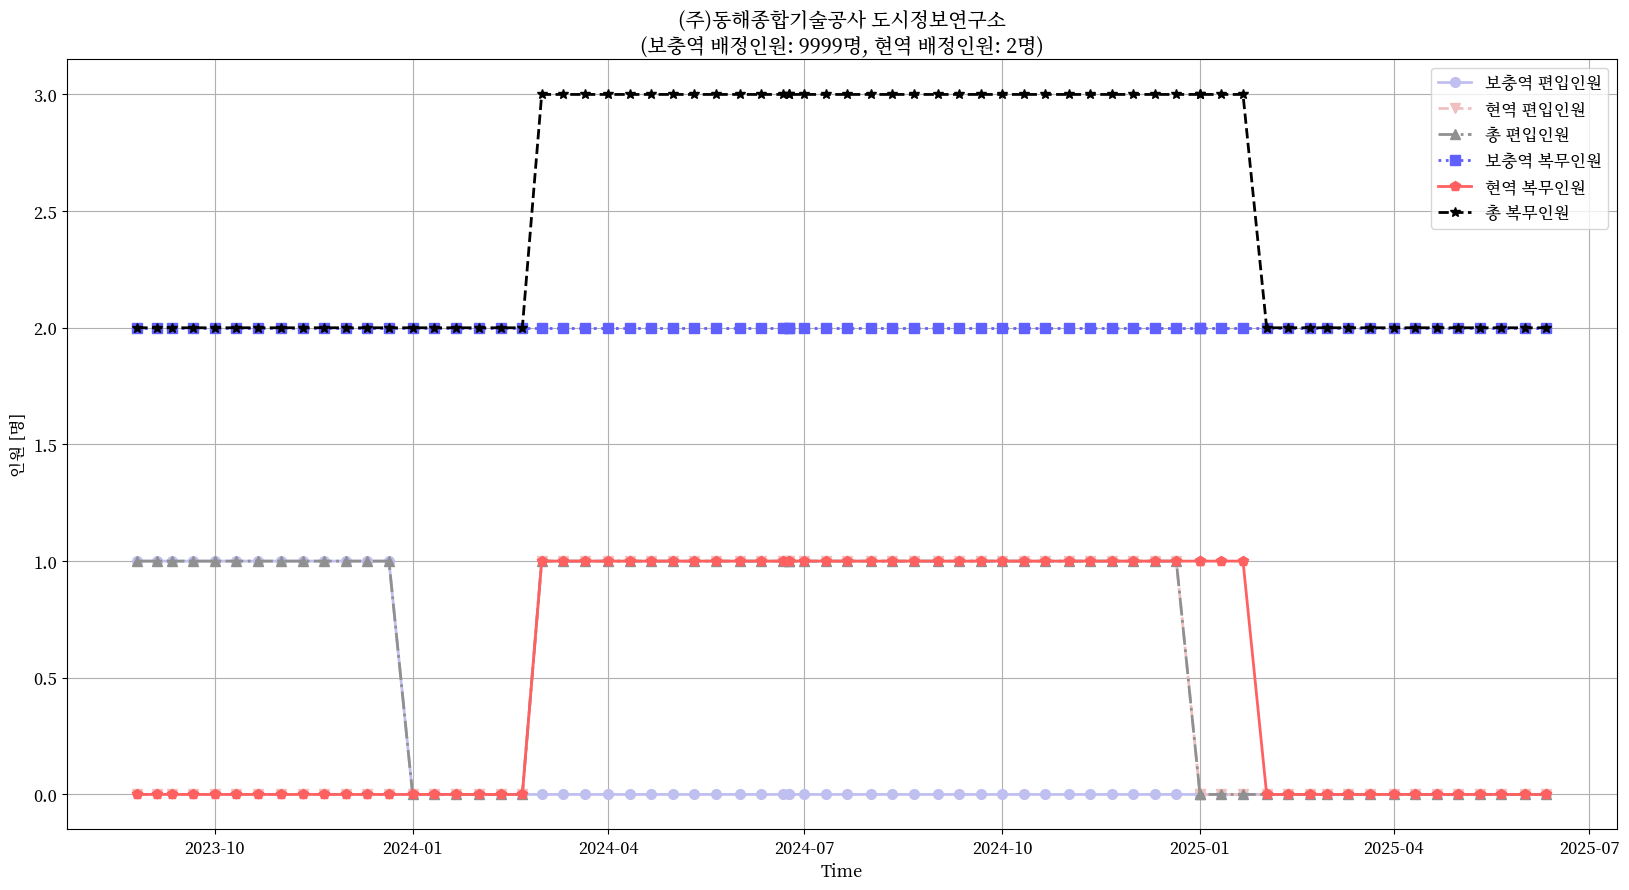 (주)동해종합기술공사 도시정보연구소
(보충역 배정인원: 9999명, 현역 배정인원: 2명)
보충역 편입인원
현역 편입인원
총 편입인원
보충역 복무인원
현역 복무인원
총 복무인원
인원 [명]
3.0
2.5
2.0
1.5
1.0
0.5
0.0
2023-10
2024-01
2024-04
2024-07
2024-10
2025-01
2025-04
2025-07
Time